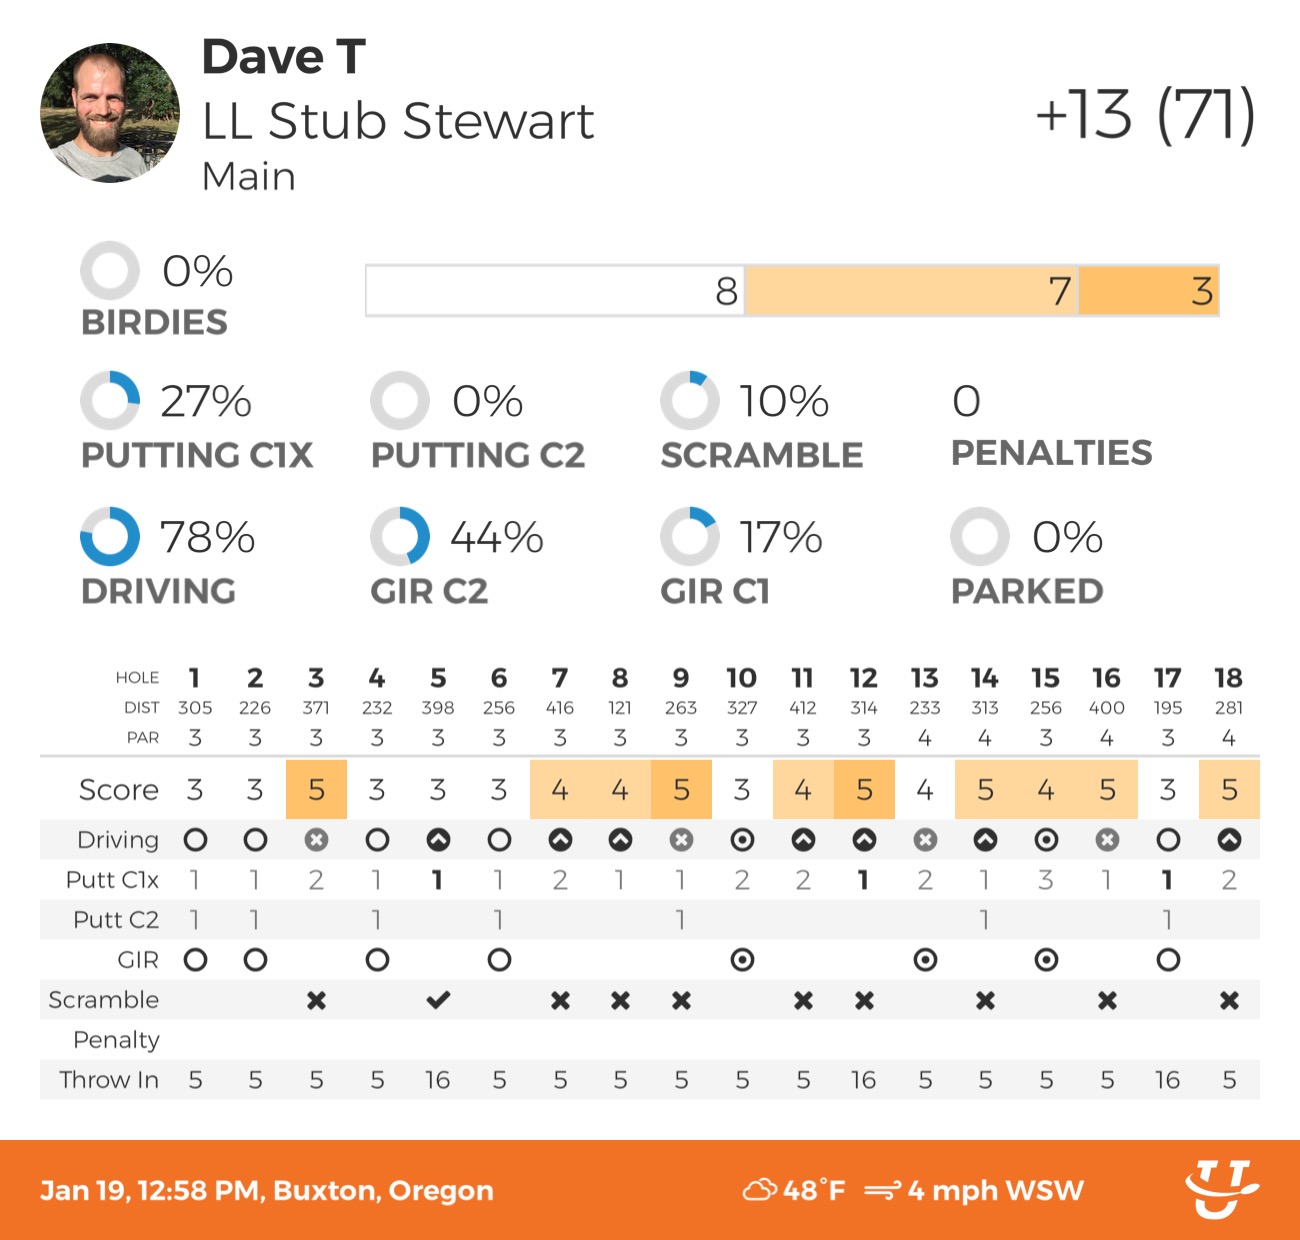 Dave T
LL Stub Stewart
Main
+13 (71)
0%
BIRDIES
8 7 3
27%
PUTTING C1X
0%
PUTTING C2
10%
SCRAMBLE
0
PENALTIES
78%
DRIVING
44%
GIR C2
17%
GIR C1
0%
PARKED
HOLE 1 2 3 4 5 6 7 8 9 10 11 12 13 14 15 16 17 18
DIST 305 226 371 232 398 256 416 121 263 327 412 314 233 313 256 400 195 281
PAR 3 3 3 3 3 3 3 3 3 3 3 3 4 4 3 4 3 4
Score 3 3 5 3 3 3 4 4 5 3 4 5 4 5 4 5 3 5
Driving
Putt C1x 1 1 2 1 1 1 2 1 1 2 2 1 2 1 3 1 1 2
Putt C2 1 1 1 1 1 1 1
GIR
Scramble
Penalty
Throw In 5 5 5 5 16 5 5 5 5 5 5 16 5 5 5 5 16 5
Jan 19, 12:58 PM, Buxton, Oregon
48°F 4 mph WSW